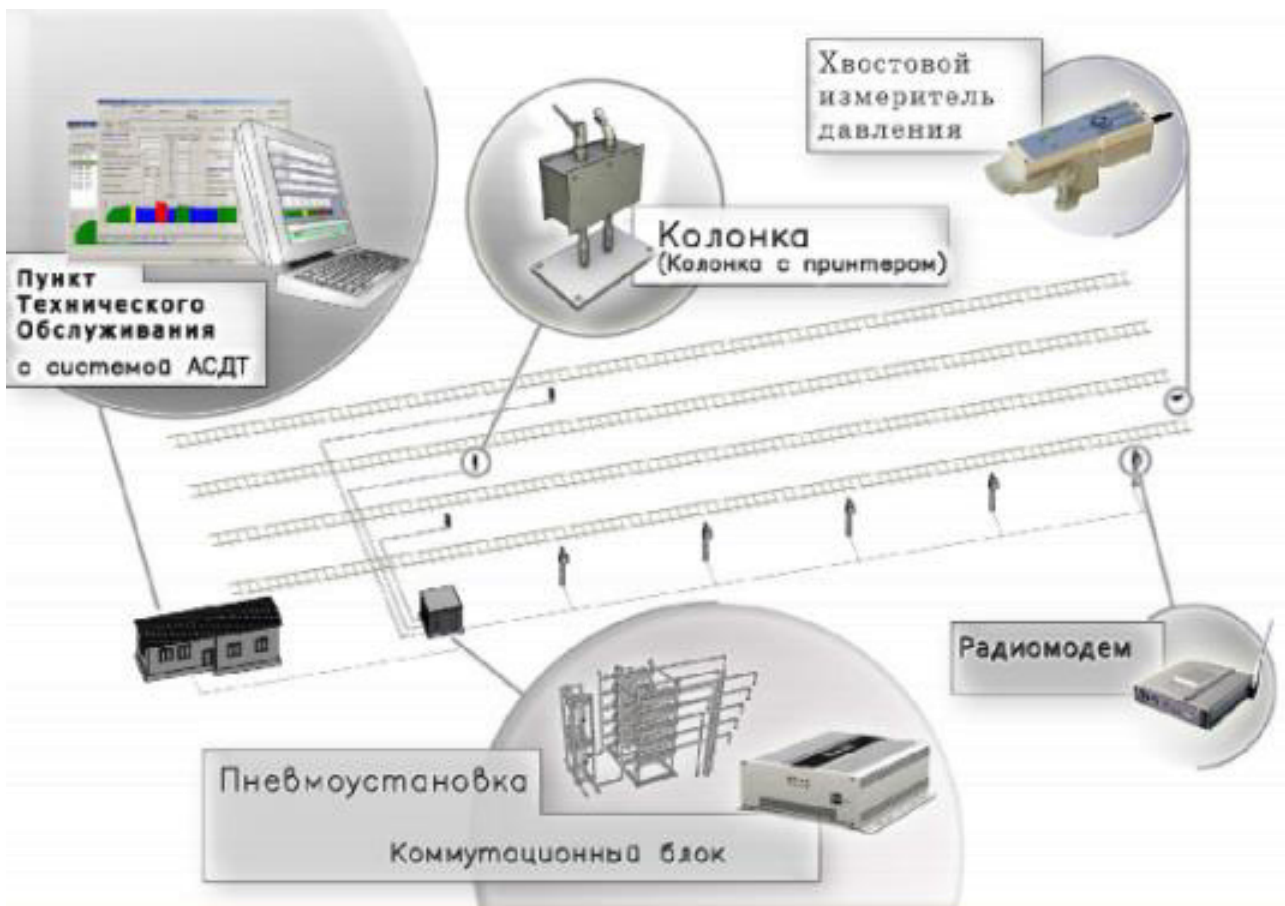 Хвостовой
измеритель
давления
Колонка
(Колонка с принтером)
Пункт
Технического
Обслуживания
с системой АСДТ
Радиомодем
Пневмоустановка
Коммутационный блок